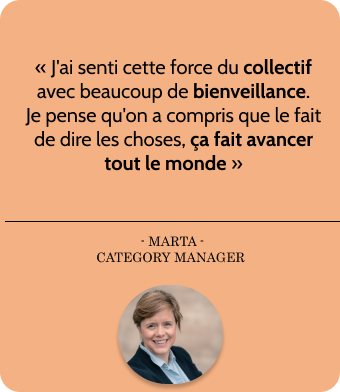 « J'ai senti cette force du collectif
avec beaucoup de bienveillance.
Je pense qu'on a compris que le fait
de dire les choses, ça fait avancer
tout le monde »
- MARTA -
CATEGORY MANAGER